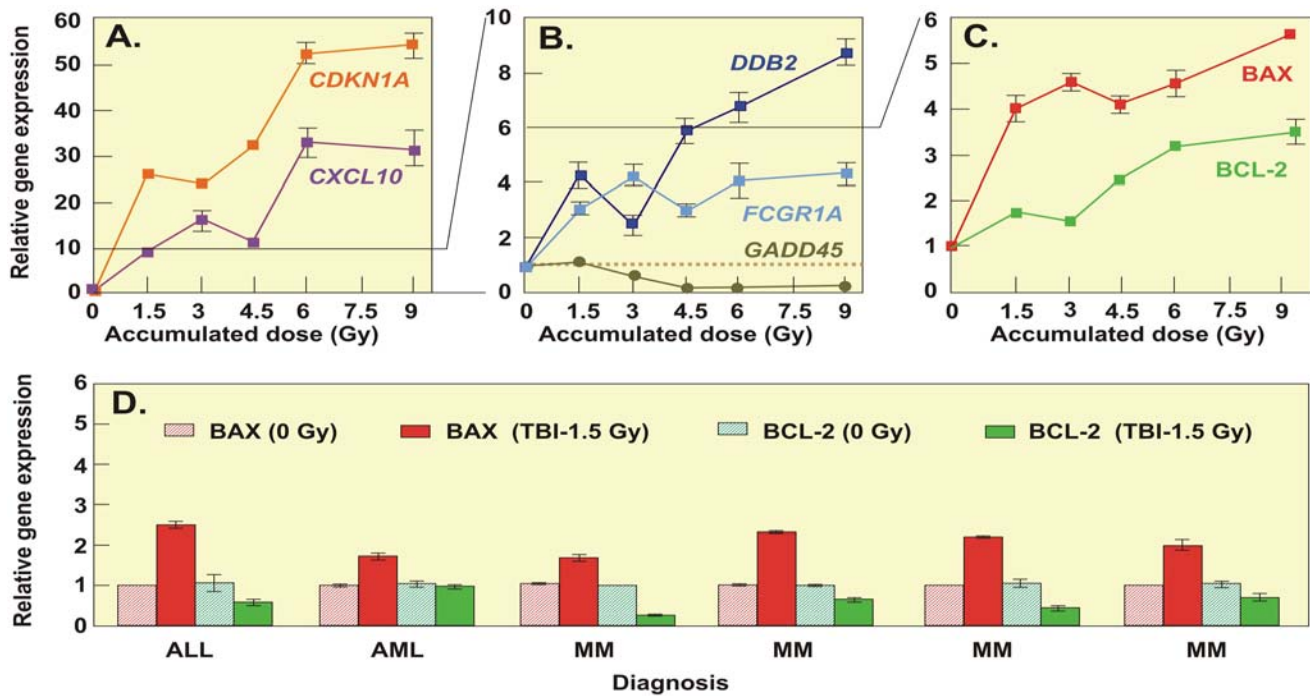 A.
Relative gene expression
60
50
40
30
20
10
0
CDKN1A
CXCL10
0 1.5 3 4.5 6 9
Accumulated dose (Gy)
B.
10
8
6
4
2
0
DDB2
FCGR1A
GADD45
0 1.5 3 4.5 6 7.5 9
Accumulated dose (Gy)
C.
6
5
4
3
2
1
0
BAX
BCL-2
0 1.5 3 4.5 6 7.5 9
Accumulated dose (Gy)
D.
Relative gene expression
6
5
4
3
2
1
0
BAX (0 Gy) BAX (TBI-1.5 Gy) BCL-2 (0 Gy) BCL-2 (TBI-1.5 Gy)
ALL AML MM MM MM MM
Diagnosis